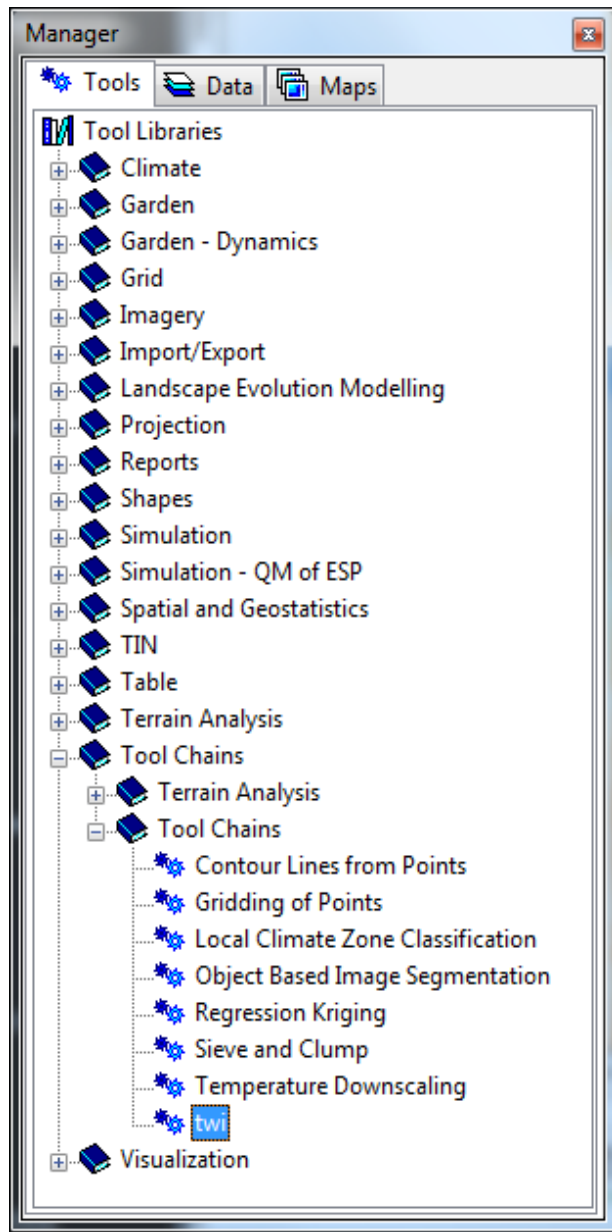 Manager
Tools Data Maps
Tool Libraries
Climate
Garden
Garden - Dynamics
Grid
Imagery
Import/Export
Landscape Evolution Modelling
Projection
Reports
Shapes
Simulation
Simulation - QM of ESP
Spatial and Geostatistics
TIN
Table
Terrain Analysis
Tool Chains
Terrain Analysis
Tool Chains
Contour Lines from Points
Gridding of Points
Local Climate Zone Classification
Object Based Image Segmentation
Regression Kriging
Sieve and Clump
Temperature Downscaling
twi
Visualization